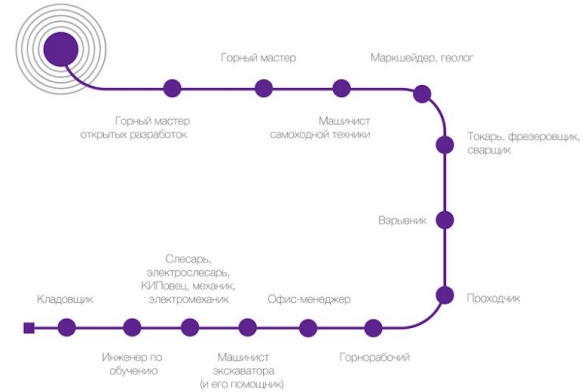 Горный мастер
Маркшейдер, геолог
Горный мастер
открытых разработок
Машинист
самоходной техники
Токарь, фрезеровщик,
сварщик
Взрывник
Проходчик
Слесарь,
электрослесарь,
КИПовец, механик,
электромеханик
Кладовщик
Офис-менеджер
Инженер по
обучению
Машинист
экскаватора
(и его помощник)
Горнорабочий